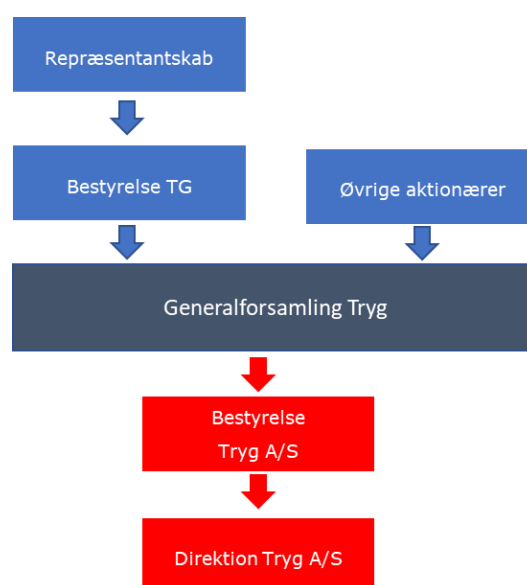 Repræsentantskab
Bestyrelse TG
Øvrige aktionærer
Generalforsamling Tryg
Bestyrelse
Tryg A/S
Direktion Tryg A/S